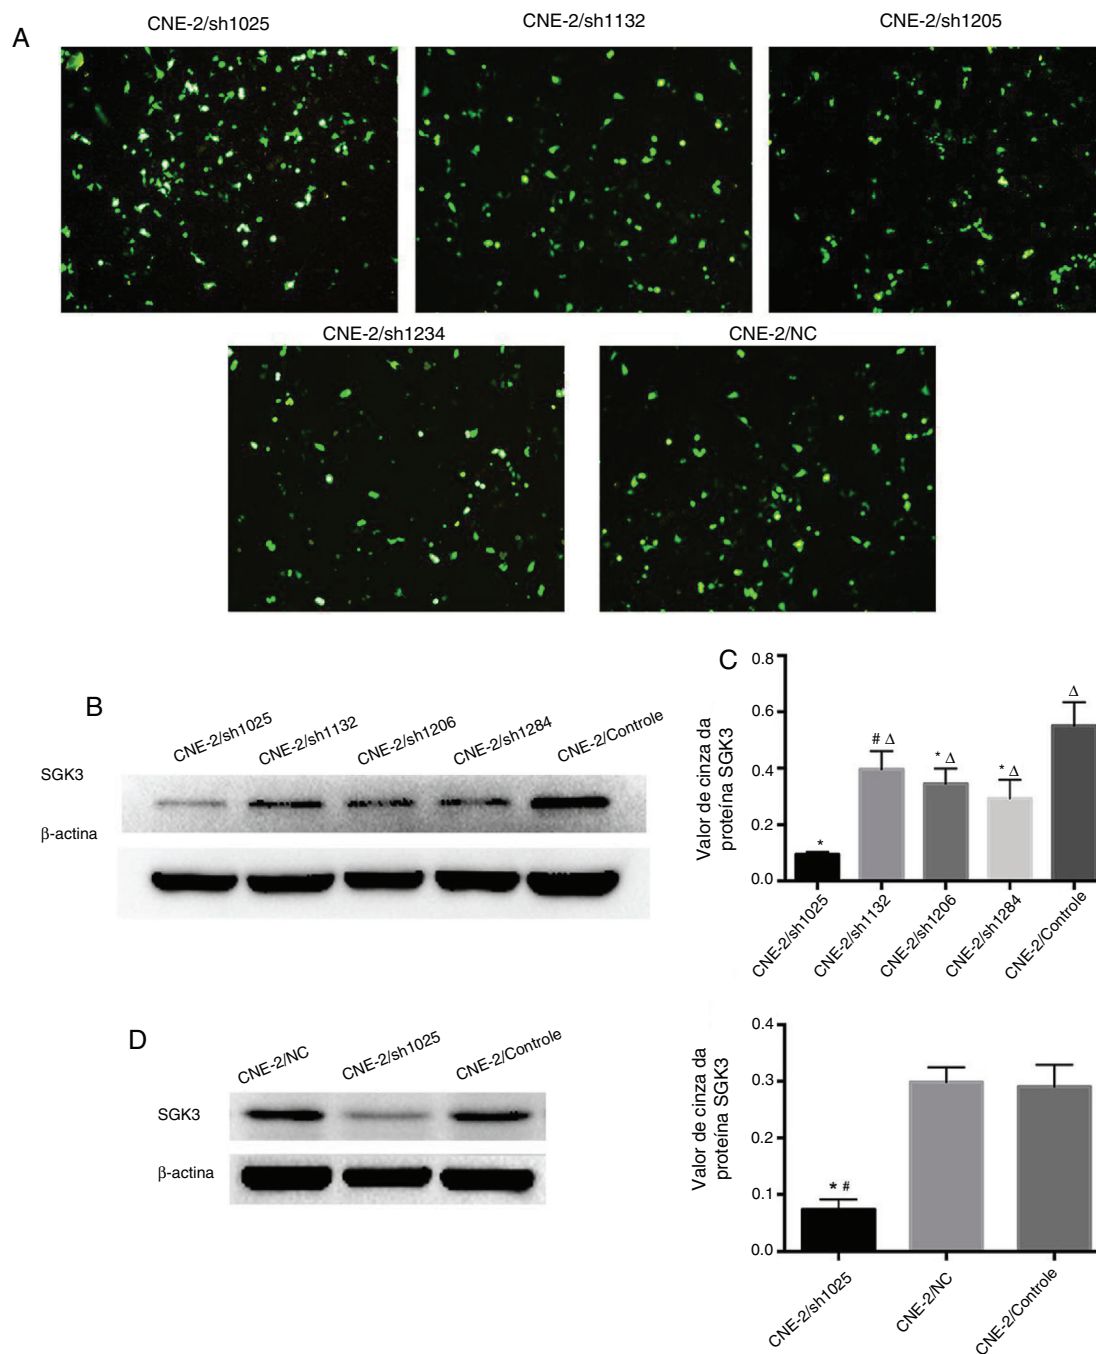 A
CNE-2/sh1025
CNE-2/sh1132
CNE-2/sh1205
CNE-2/sh1234
CNE-2/NC
B
CNE-2/sh1025
CNE-2/sh1132
CNE-2/sh1206
CNE-2/sh1284
CNE-2/Controle
SGK3
β-actina
C
Valor de cinza da
proteína SGK3
0.8
0.6
0.4
0.2
0.0
*
# Δ
* Δ
* Δ
Δ
CNE-2/sh1025
CNE-2/sh1132
CNE-2/sh1206
CNE-2/sh1284
CNE-2/Controle
D
CNE-2/NC
CNE-2/sh1025
CNE-2/Controle
SGK3
β-actina
Valor de cinza da
proteína SGK3
0.4
0.3
0.2
0.1
0.0
* #
CNE-2/sh1025
CNE-2/NC
CNE-2/Controle